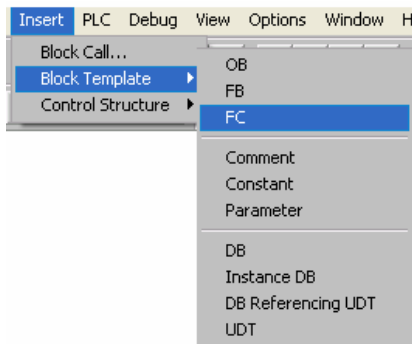 Insert PLC Debug View Options Window H
Block Call...
Block Template
Control Structure
OB
FB
FC
Comment
Constant
Parameter
DB
Instance DB
DB Referencing UDT
UDT